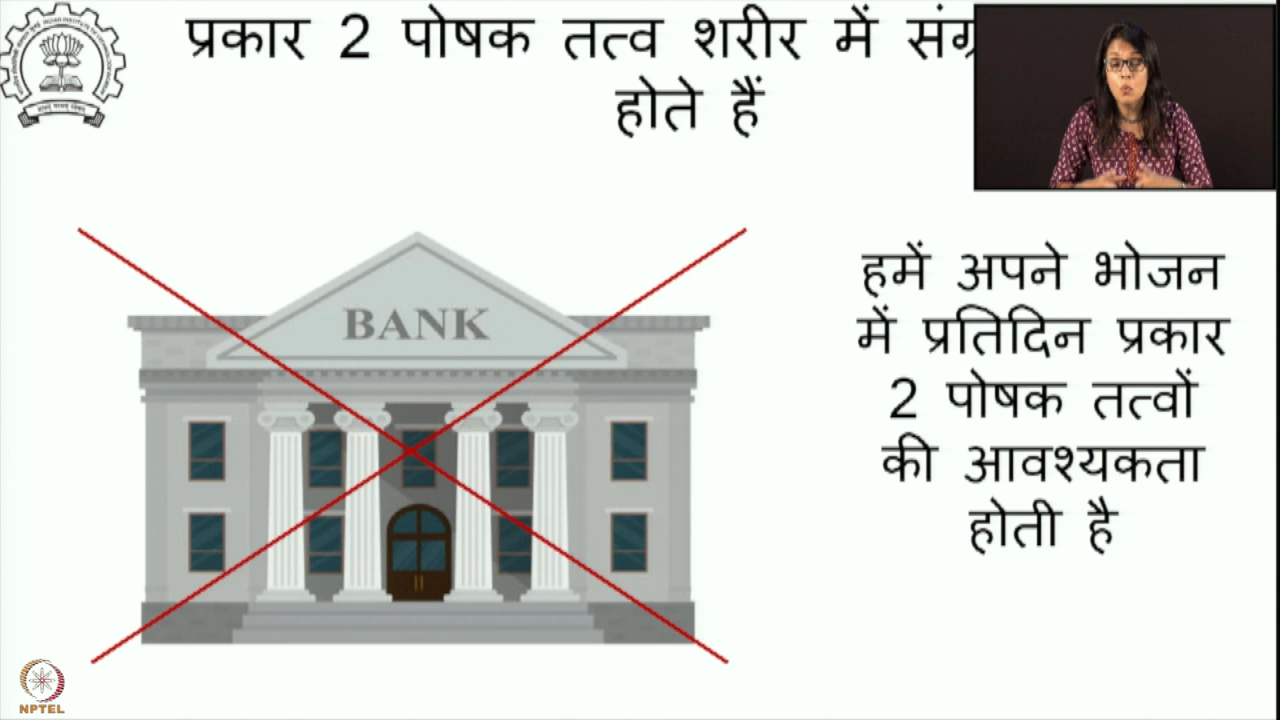 प्रकार 2 पोषक तत्व शरीर में
होते हैं
BANK
हमें अपने भोजन
में प्रतिदिन प्रकार
2 पोषक तत्वों
की आवश्यकता
होती है
NPTEL